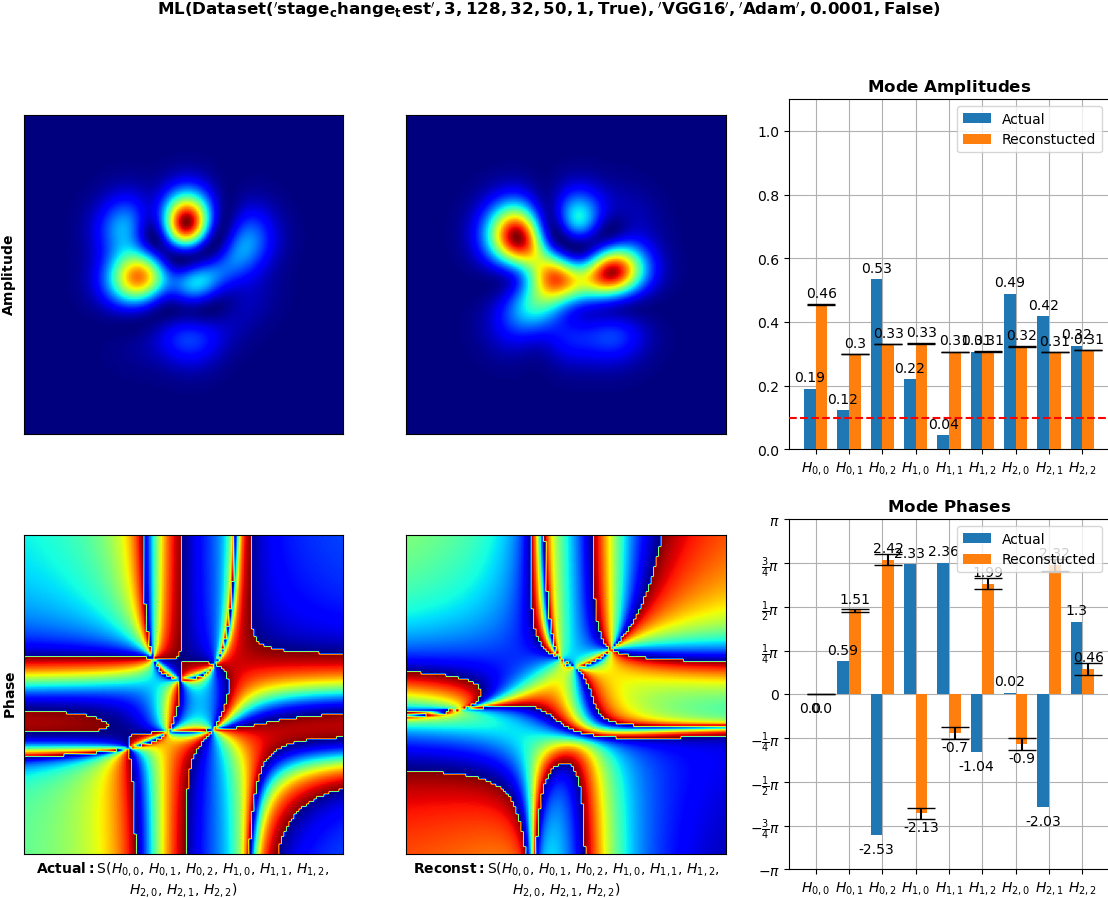 ML(Dataset('stage_change_test', 3, 128, 32, 50, 1, True), 'VGG16', 'Adam', 0.0001, False)
Amplitude
Mode Amplitudes
Actual
Reconstucted
1.0
0.8
0.6
0.4
0.2
0.0
0.19
0.46
0.12
0.3
0.53
0.33
0.22
0.33
0.04
0.31
0.31
0.31
0.49
0.32
0.42
0.31
0.32
0.31
H0,0 H0,1 H0,2 H1,0 H1,1 H1,2 H2,0 H2,1 H2,2
Phase
Actual: S(H0,0, H0,1, H0,2, H1,0, H1,1, H1,2,
H2,0, H2,1, H2,2)
Reconst: S(H0,0, H0,1, H0,2, H1,0, H1,1, H1,2,
H2,0, H2,1, H2,2)
Mode Phases
Actual
Reconstucted
π
3/4π
1/2π
1/4π
0
−1/4π
−1/2π
−3/4π
−π
0.0
0.0
0.59
1.51
-2.53
2.42
2.33
-2.13
2.36
-0.7
-1.04
1.99
0.02
-0.9
-2.03
2.32
1.3
0.46
H0,0 H0,1 H0,2 H1,0 H1,1 H1,2 H2,0 H2,1 H2,2